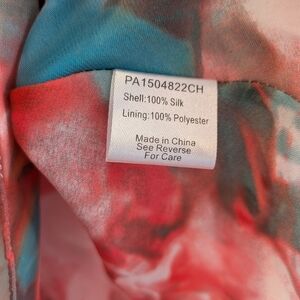 PA1504822CH
Shell:100% Silk
Lining:100% Polyester
Made in China
See Reverse
For Care